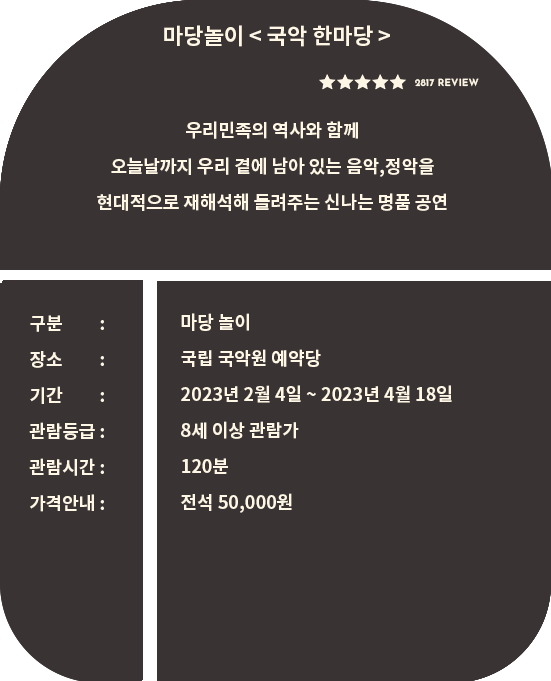 마당놀이 < 국악 한마당 >
★★★★★ 2817 REVIEW
우리민족의 역사와 함께
오늘날까지 우리 곁에 남아 있는 음악,정악을
현대적으로 재해석해 들려주는 신나는 명품 공연
구분 : 마당 놀이
장소 : 국립 국악원 예약당
기간 : 2023년 2월 4일 ~ 2023년 4월 18일
관람등급 : 8세 이상 관람가
관람시간 : 120분
가격안내 : 전석 50,000원